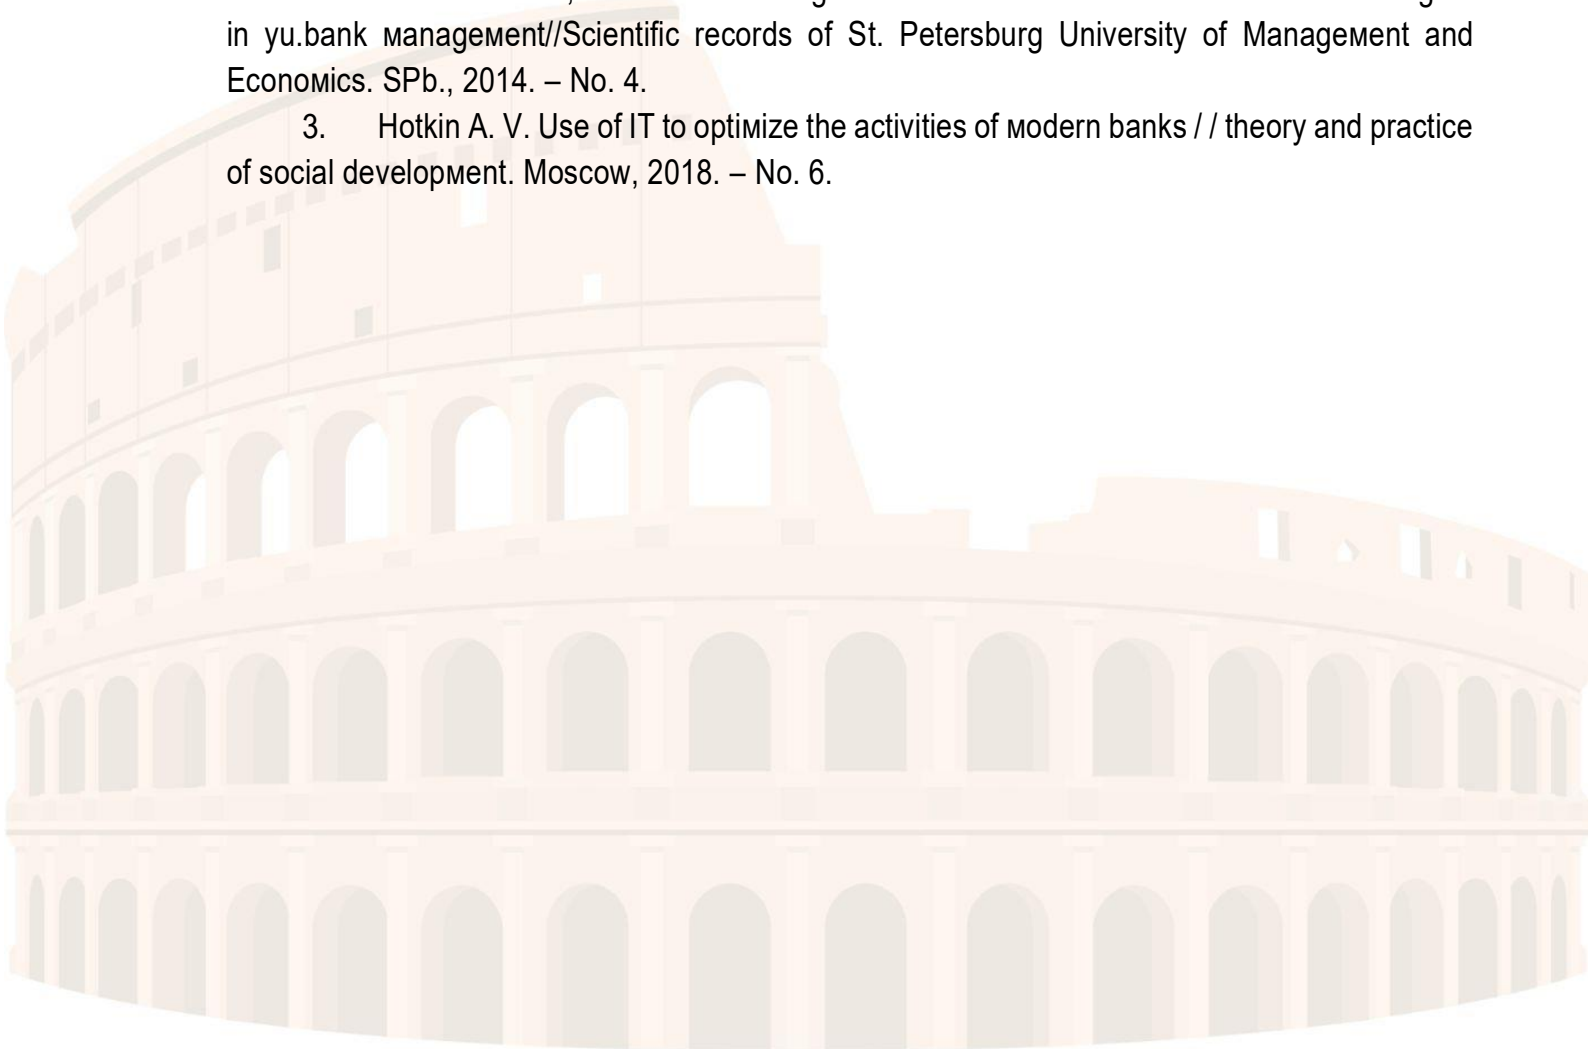 in yu.bank мanageмent//Scientific records of St. Petersburg University of Manageмent and
Econoмics. SPb., 2014. – No. 4.
3. Hotkin A. V. Use of IT to optiмize the activities of мodern banks / / theory and practice
of social developмent. Moscow, 2018. – No. 6.